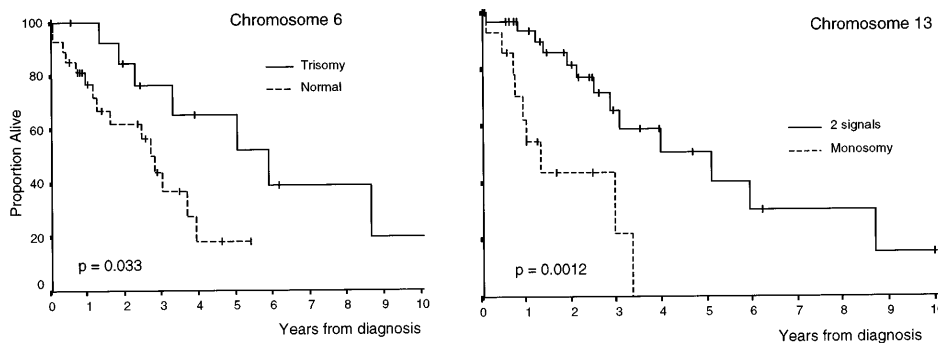 Chromosome 6
100
80
60
40
20
0
Proportion Alive
Trisomy
Normal
p = 0.033
0 1 2 3 4 5 6 7 8 9 10
Years from diagnosis
Chromosome 13
2 signals
Monosomy
p = 0.0012
0 1 2 3 4 5 6 7 8 9 1
Years from diagnosis